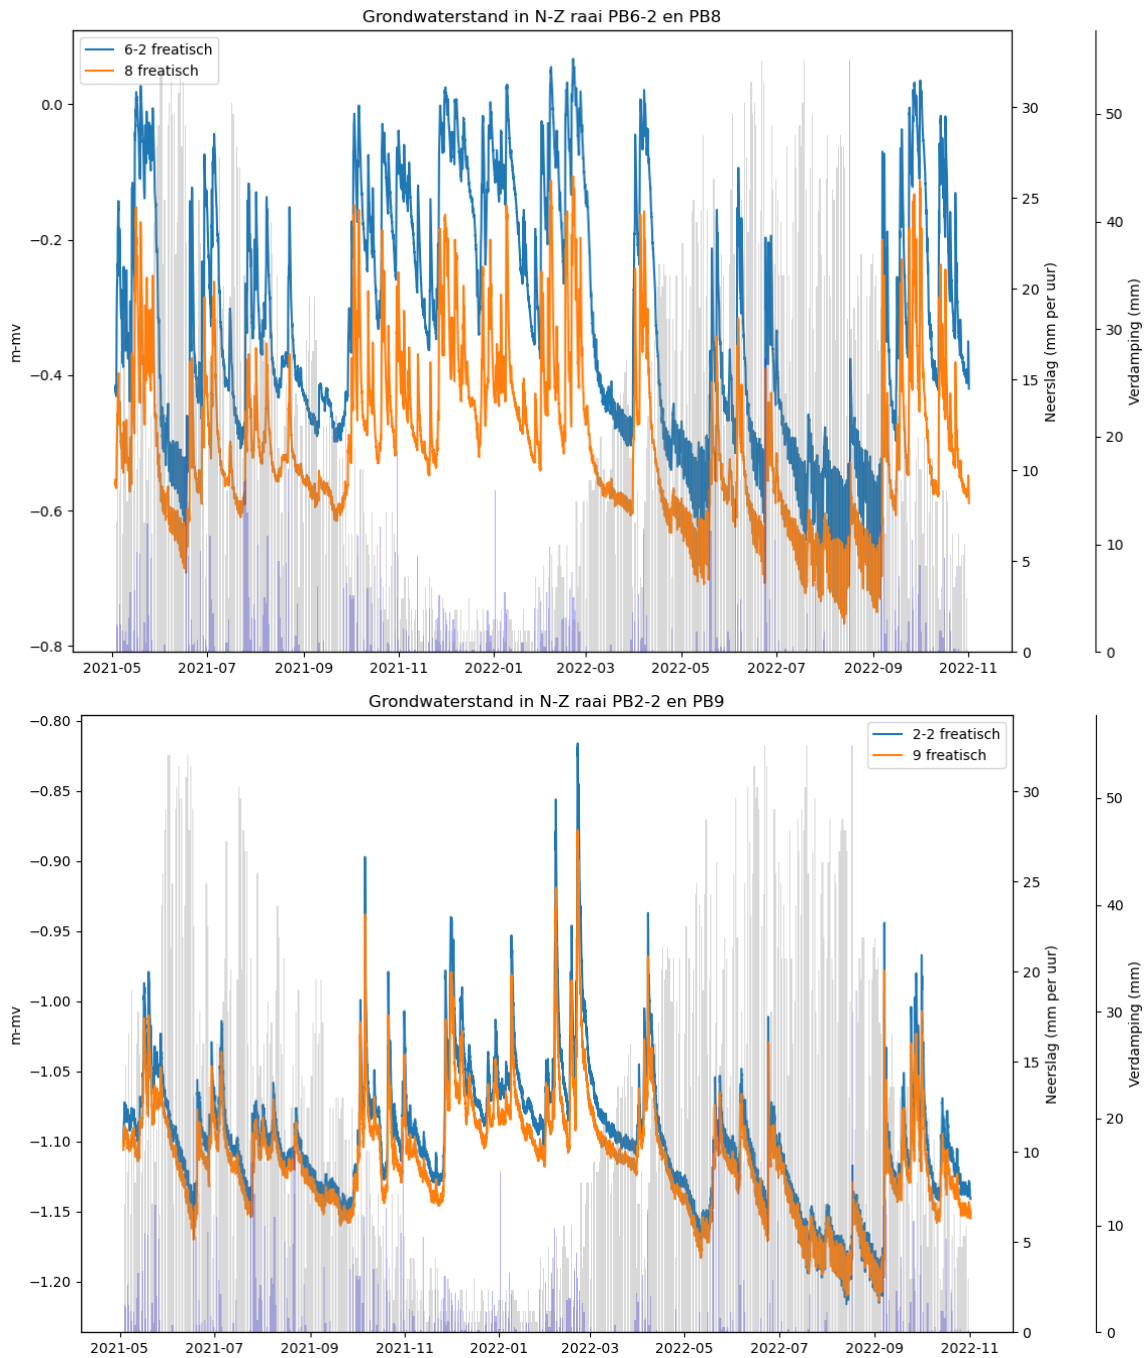 Grondwaterstand in N-Z raai PB6-2 en PB8
6-2 freatisch
8 freatisch
0.0
−0.2
−0.4
−0.6
−0.8
m-mv
30
25
20
15
10
5
0
Neerslag (mm per uur)
50
40
30
20
10
0
Verdamping (mm)
2021-05 2021-07 2021-09 2021-11 2022-01 2022-03 2022-05 2022-07 2022-09 2022-11
Grondwaterstand in N-Z raai PB2-2 en PB9
2-2 freatisch
9 freatisch
−0.80
−0.85
−0.90
−0.95
−1.00
−1.05
−1.10
−1.15
−1.20
m-mv
30
25
20
15
10
5
0
Neerslag (mm per uur)
50
40
30
20
10
0
Verdamping (mm)
2021-05 2021-07 2021-09 2021-11 2022-01 2022-03 2022-05 2022-07 2022-09 2022-11